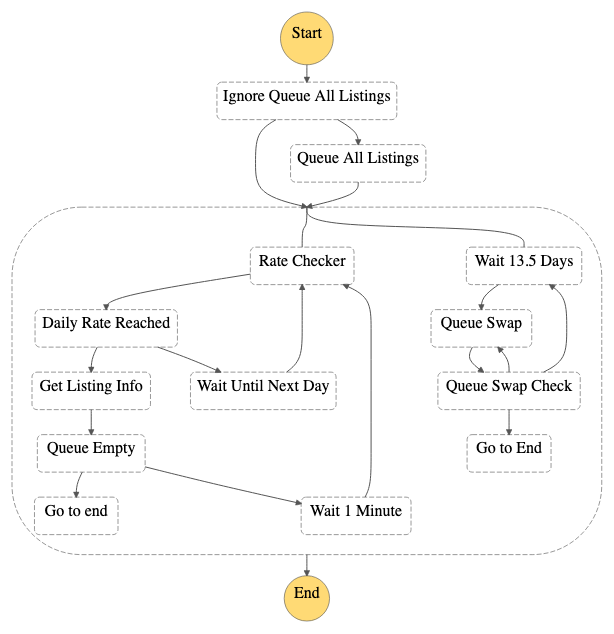 Start
Ignore Queue All Listings
Queue All Listings
Rate Checker
Wait 13.5 Days
Daily Rate Reached
Queue Swap
Get Listing Info
Wait Until Next Day
Queue Swap Check
Queue Empty
Go to End
Go to end
Wait 1 Minute
End